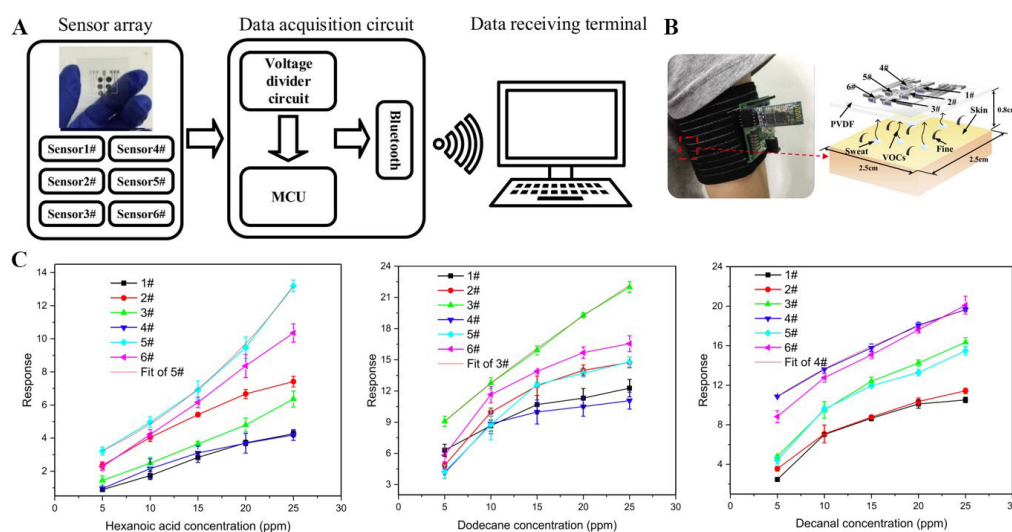 A
Sensor array
Data acquisition circuit
Data receiving terminal
Sensor1#
Sensor4#
Sensor2#
Sensor5#
Sensor3#
Sensor6#
Voltage
divider
circuit
MCU
Bluetooth
B
4#
5#
6#
1#
2#
3#
PVDF
Skin
0.8cm
Sweat
VOCs
Fine
2.5cm
2.5cm
C
Response
14
12
10
8
6
4
2
1#
2#
3#
4#
5#
6#
Fit of 5#
0
5
10
15
20
25
30
Hexanoic acid concentration (ppm)
Response
24
21
18
15
12
9
6
3
1#
2#
3#
4#
5#
6#
Fit of 3#
0
5
10
15
20
25
30
Dodecane concentration (ppm)
Response
24
20
16
12
8
4
1#
2#
3#
4#
5#
6#
Fit of 4#
0
5
10
15
20
25
30
Decanal concentration (ppm)